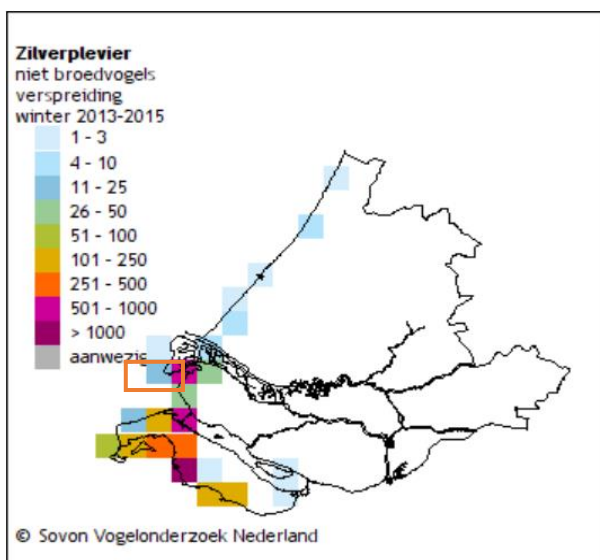 Zilverplevier
niet broedvogels
verspreiding
winter 2013-2015
1 - 3
4 - 10
11 - 25
26 - 50
51 - 100
101 - 250
251 - 500
501 - 1000
> 1000
aanwezig
© Sovon Vogelonderzoek Nederland